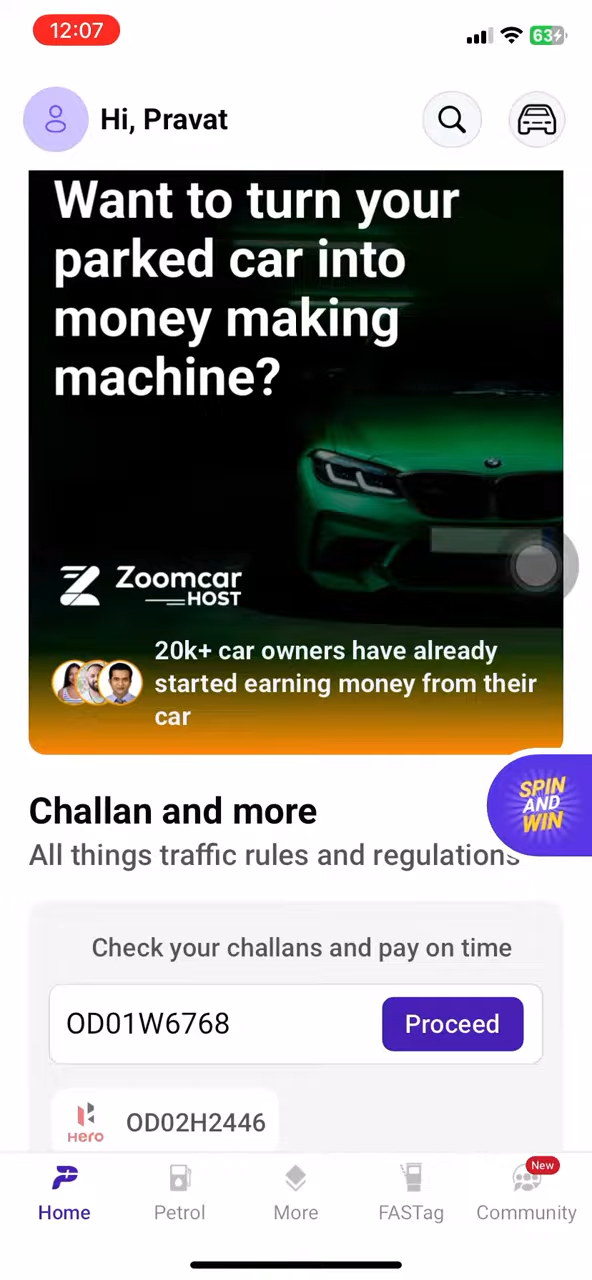 12:07
63
Hi, Pravat
Want to turn your
parked car into
money making
machine?
Zoomcar
HOST
20k+ car owners have already
started earning money from their
car
SPIN
AND
WIN
Challan and more
All things traffic rules and regulations
Check your challans and pay on time
OD01W6768
Proceed
Hero
OD02H2446
New
Home
Petrol
More
FASTag
Community